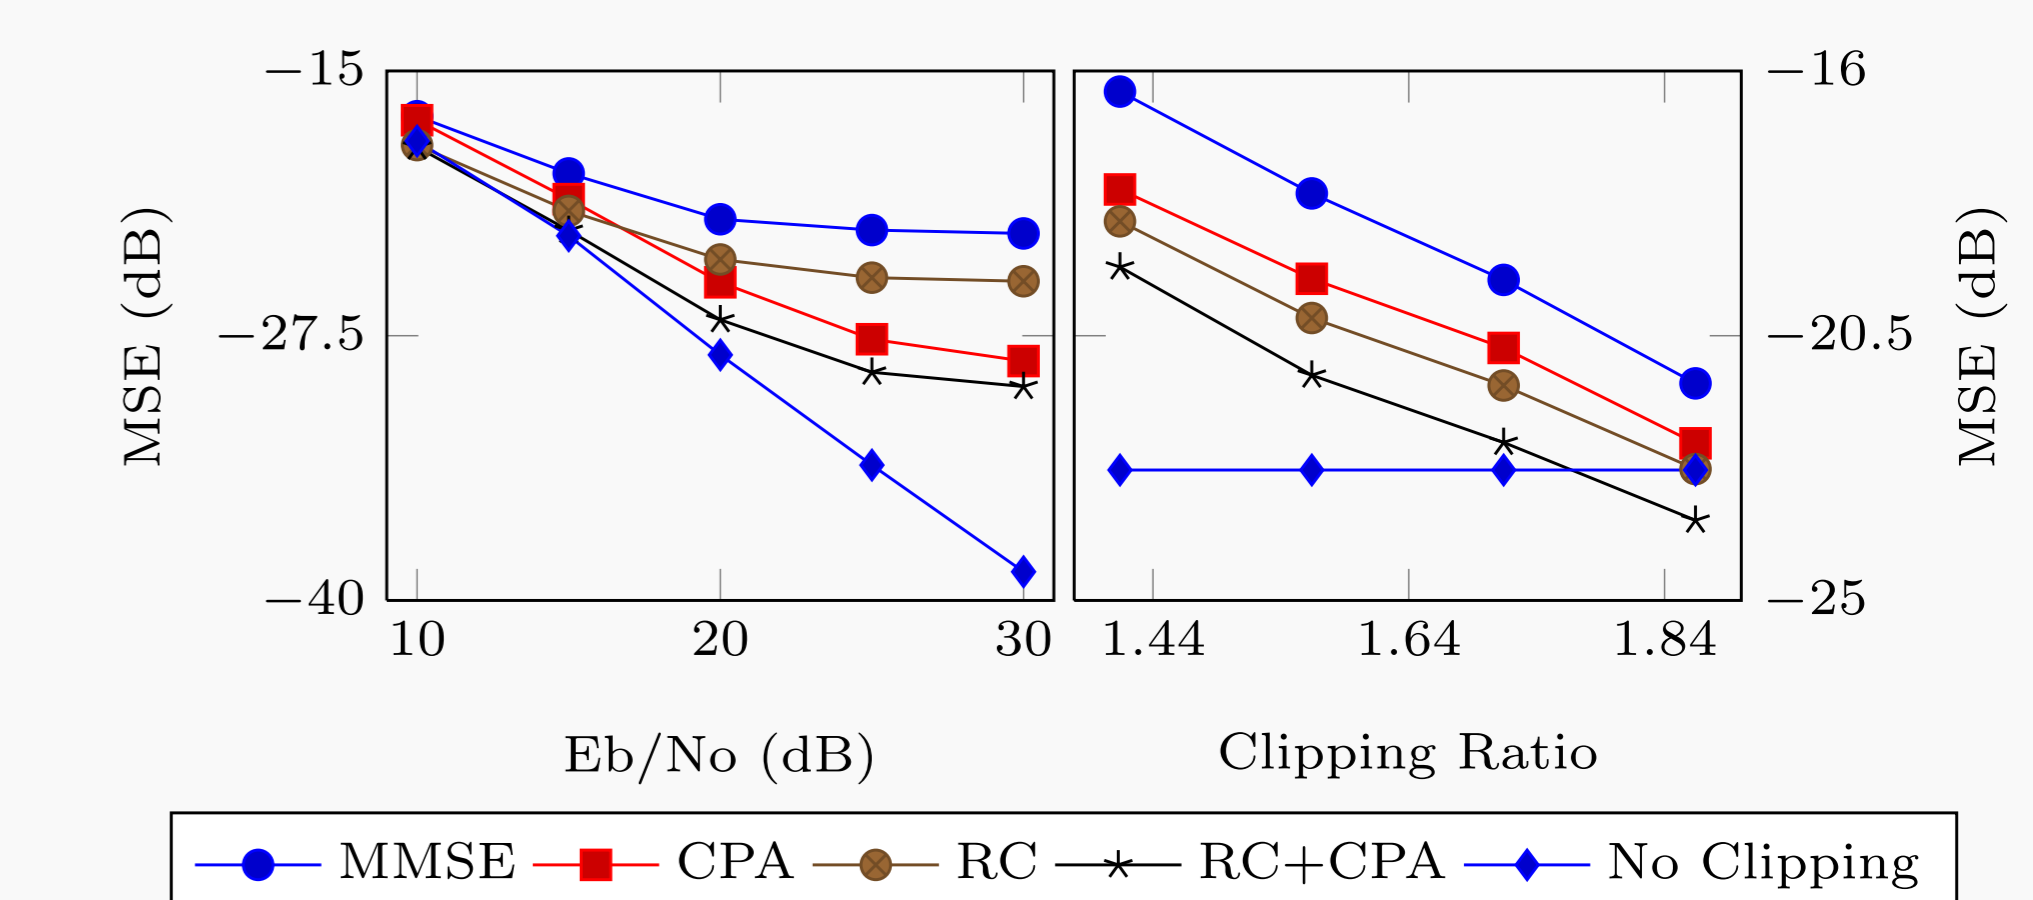 −15
−27.5
−40
MSE (dB)
10 20 30
Eb/No (dB)
−16
−20.5
−25
MSE (dB)
1.44 1.64 1.84
Clipping Ratio
MMSE CPA RC RC+CPA No Clipping